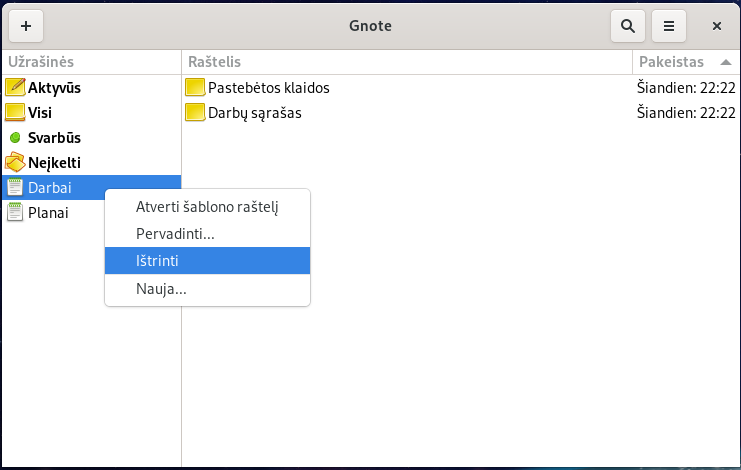 Gnote
Užrašinės
Raštelis
Pakeistas
Aktyvūs
Pastebėtos klaidos
Šiandien: 22:22
Visi
Darbų sąrašas
Šiandien: 22:22
Svarbūs
Neįkelti
Darbai
Planai
Atverti šablono raštelį
Pervadinti...
Ištrinti
Nauja...